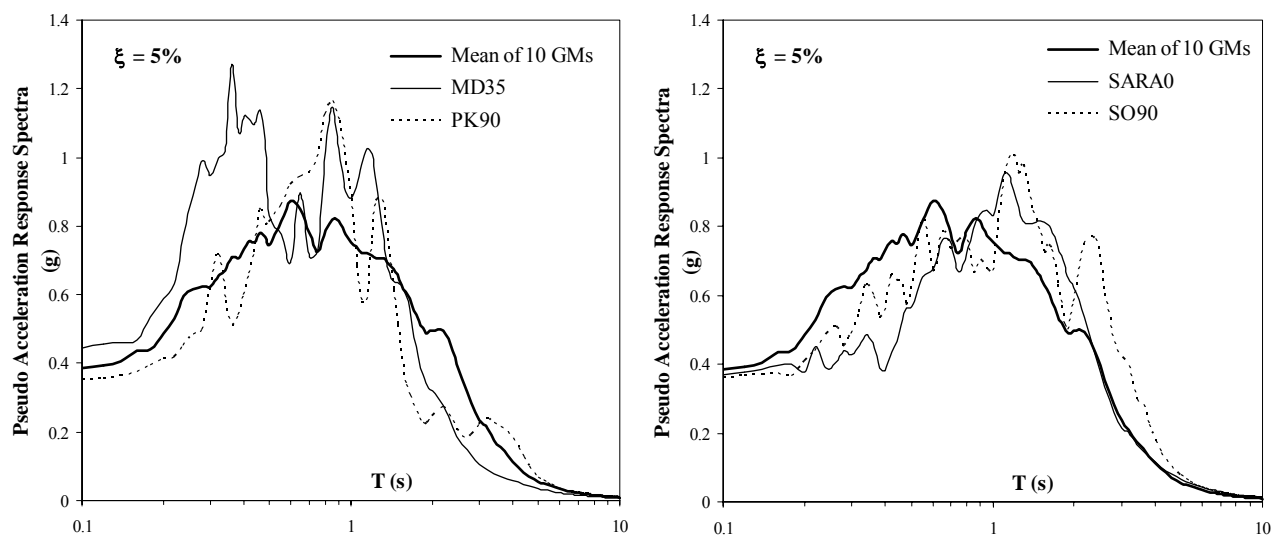 Pseudo Acceleration Response Spectra
(g)
1.4
1.2
1
0.8
0.6
0.4
0.2
0
ξ = 5%
Mean of 10 GMs
MD35
PK90
T (s)
0.1
1
10
Pseudo Acceleration Response Spectra
(g)
1.4
1.2
1
0.8
0.6
0.4
0.2
0
ξ = 5%
Mean of 10 GMs
SARA0
SO90
T (s)
0.1
1
10